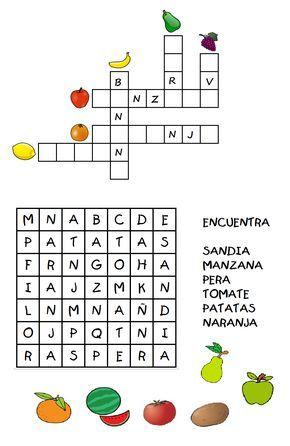 B R V
N Z
N
N J
N
M N A B C D E
P A T A T A S
F R N G O H A
I A J Z M K N
L N M N A Ñ D
O J P Q T N I
R A S P E R A
ENCUENTRA
SANDIA
MANZANA
PERA
TOMATE
PATATAS
NARANJA